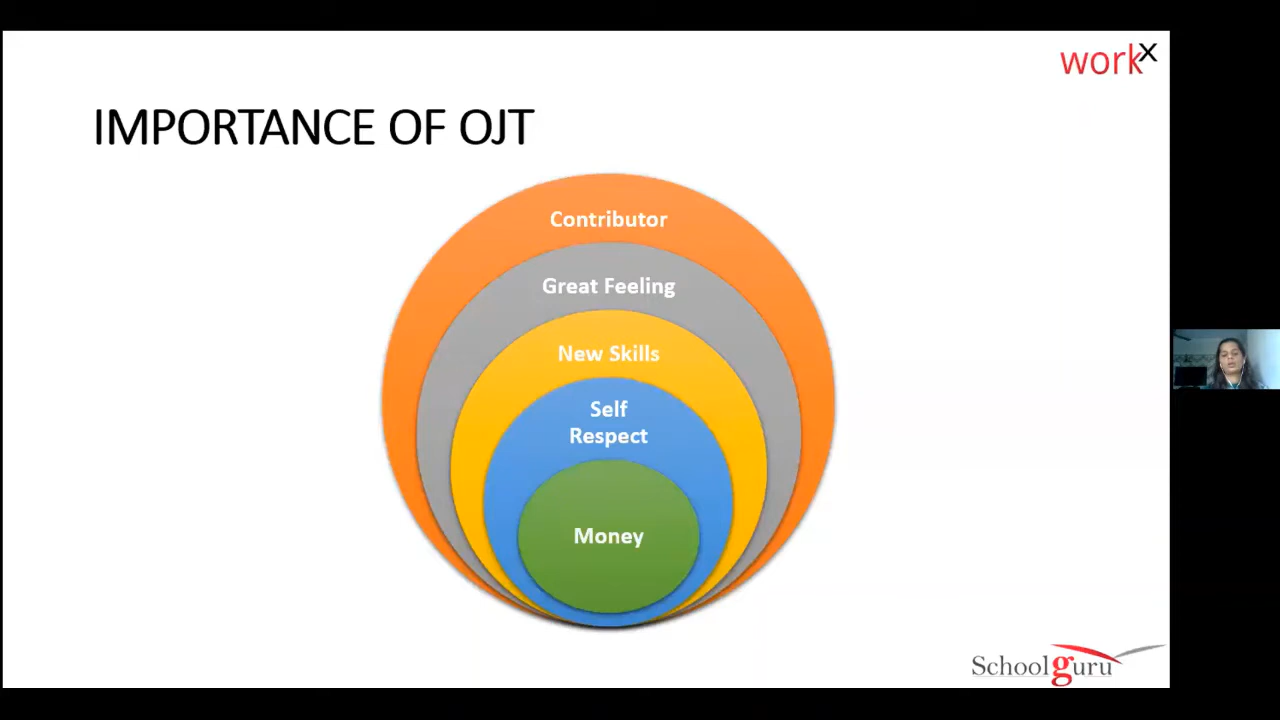 workx
IMPORTANCE OF OJT
Contributor
Great Feeling
New Skills
Self
Respect
Money
Schoolguru